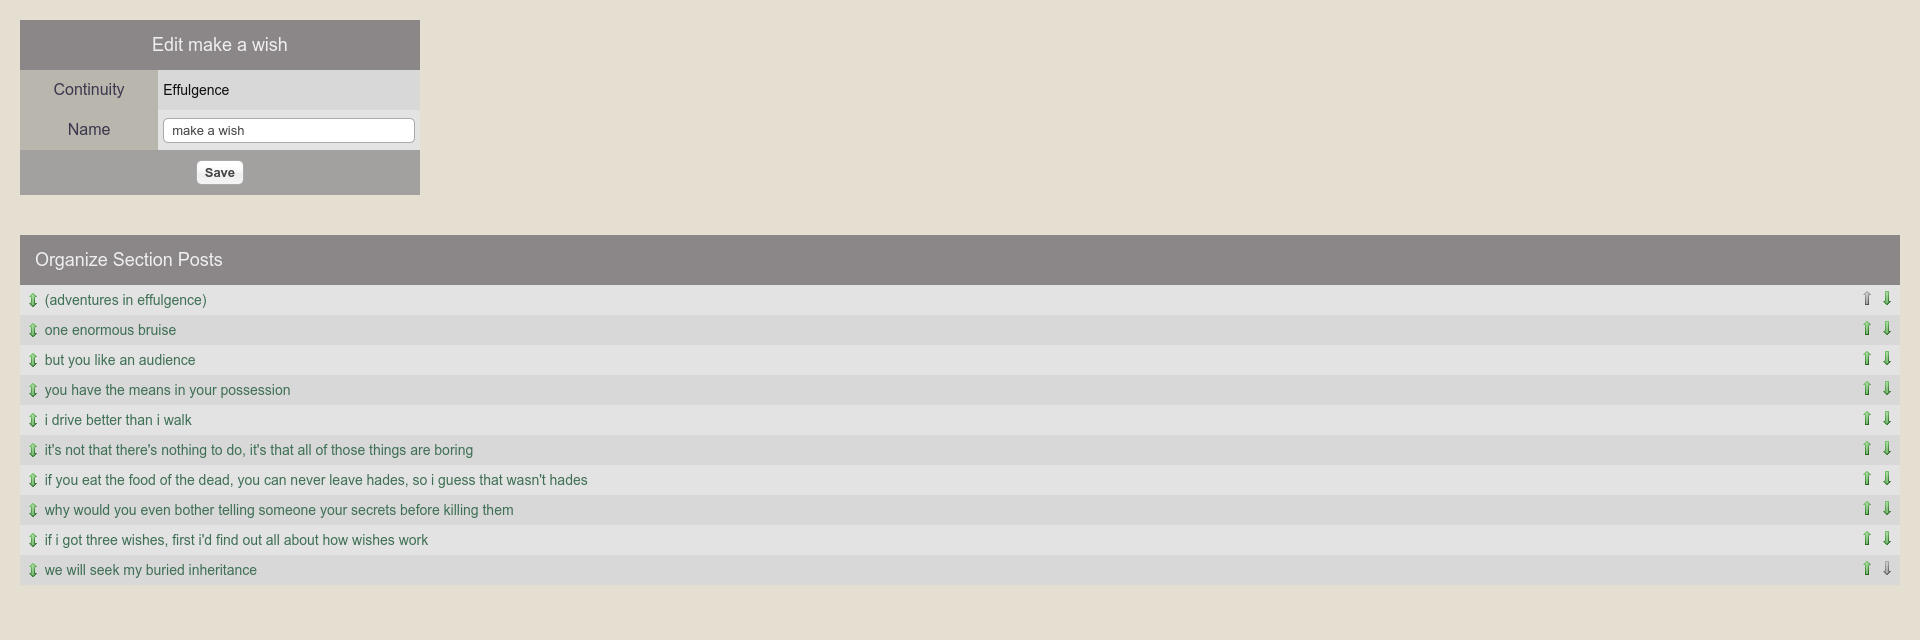 Edit make a wish
Continuity
Effulgence
Name
make a wish
Save
Organize Section Posts
(adventures in effulgence)
one enormous bruise
but you like an audience
you have the means in your possession
i drive better than i walk
it's not that there's nothing to do, it's that all of those things are boring
if you eat the food of the dead, you can never leave hades, so i guess that wasn't hades
why would you even bother telling someone your secrets before killing them
if i got three wishes, first i'd find out all about how wishes work
we will seek my buried inheritance